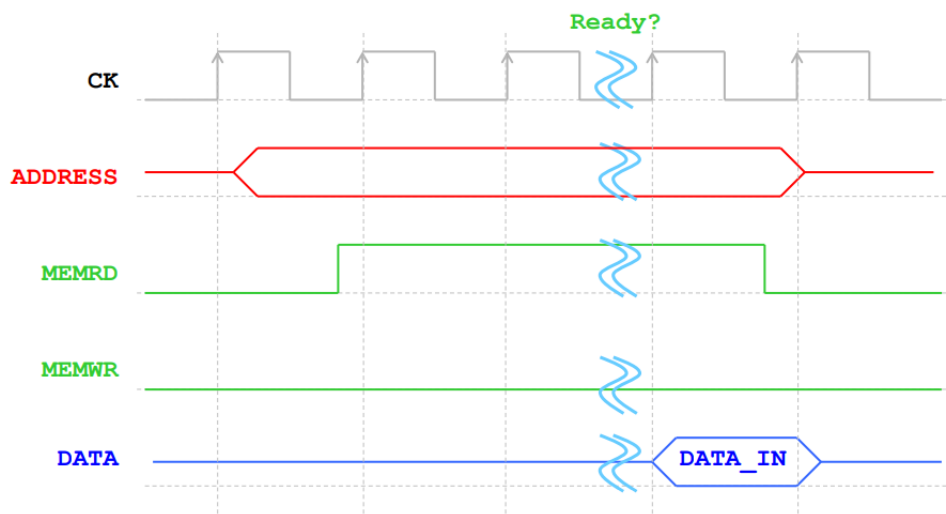 Ready?
CK
ADDRESS
MEMRD
MEMWR
DATA
DATA_IN